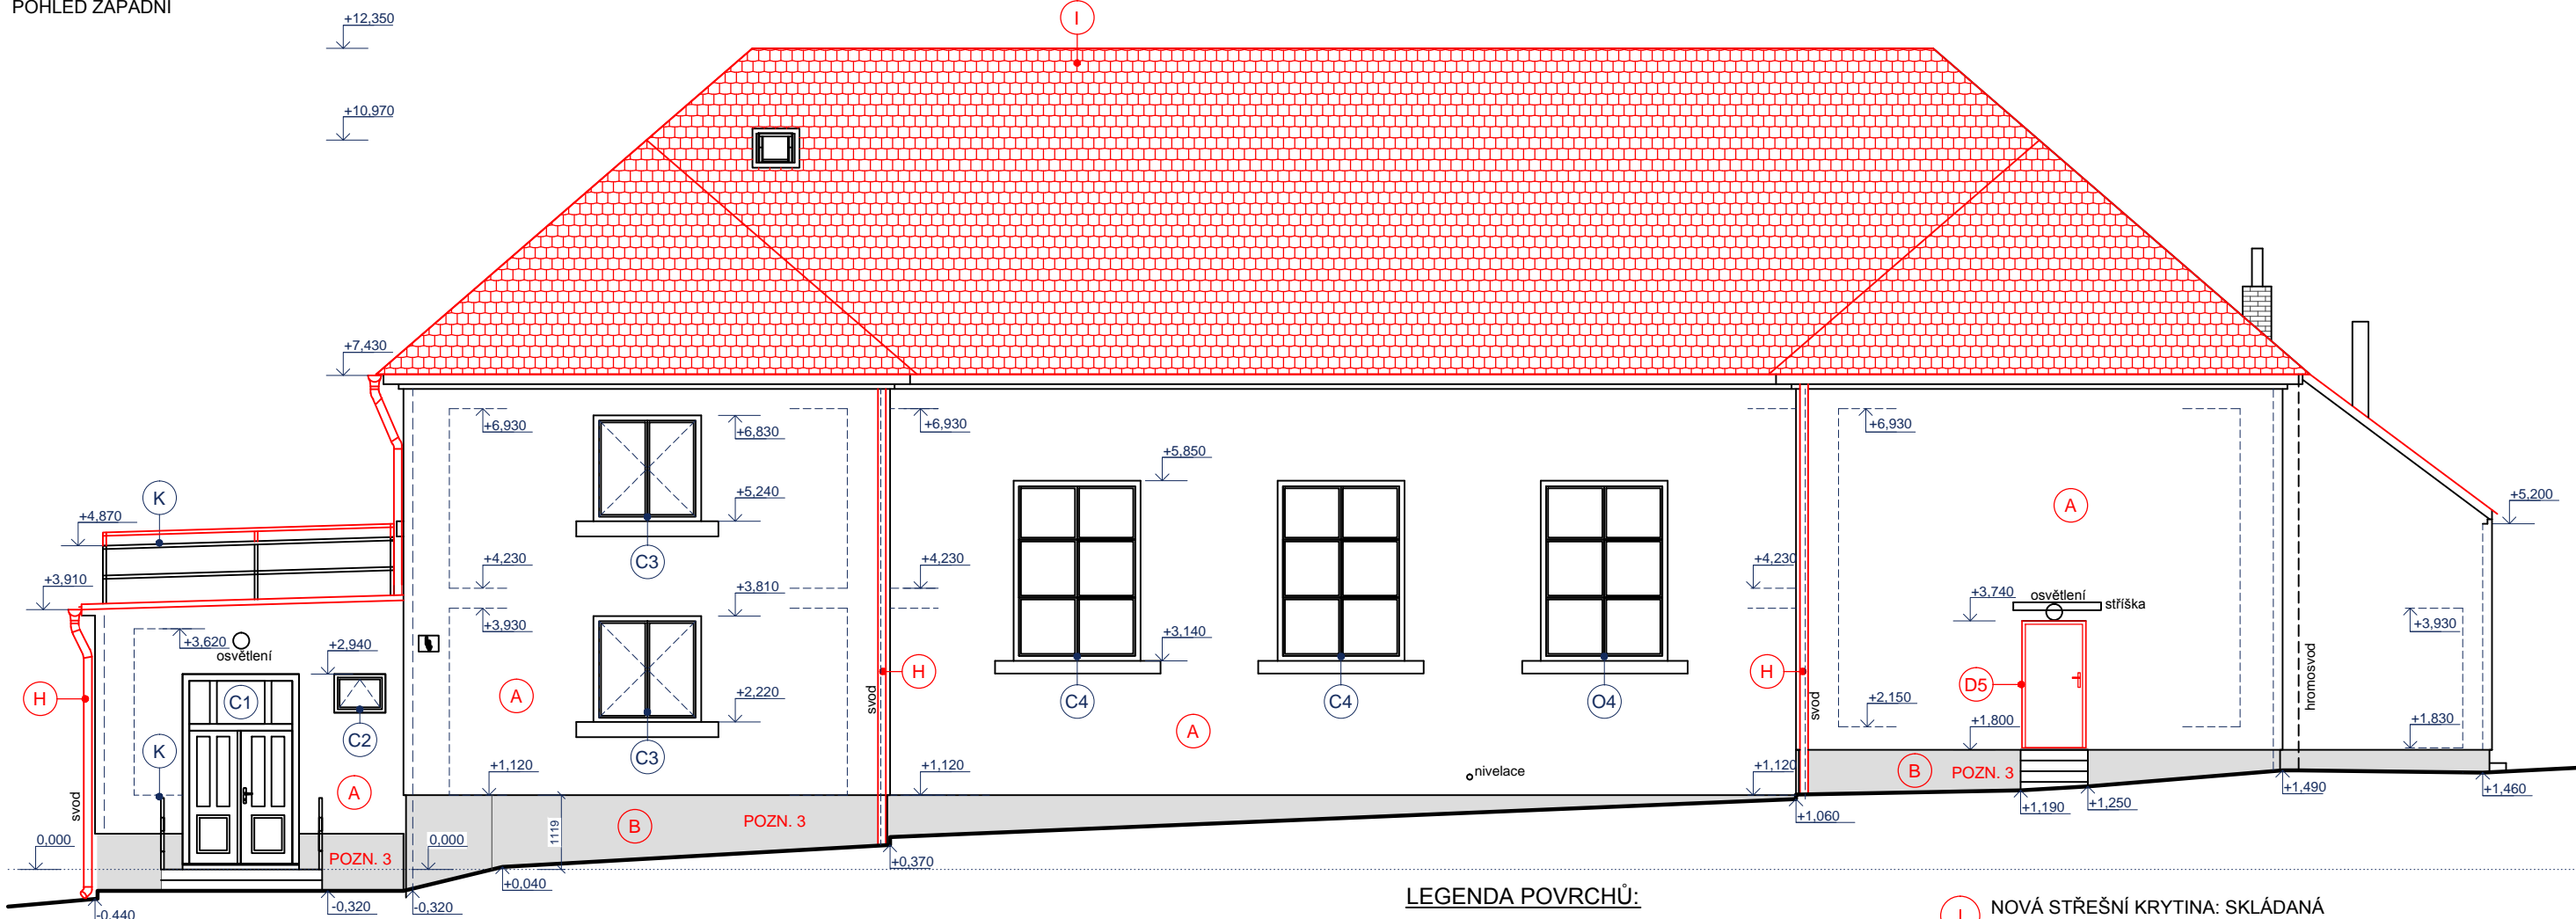 POHLED ZÁPADNÍ
+12,350
I
+10,970
+7,430
+6,930
+6,830
+6,930
+6,930
+5,850
K
+4,870
+5,240
A
+5,200
C3
+4,230
+4,230
+4,230
+3,910
+3,810
+3,740
osvětlení
stříška
+3,930
+3,930
+3,620
osvětlení
+2,940
+3,140
H
C1
A
+2,220
svod
H
C4
C4
O4
H
svod
D5
+2,150
+1,800
hromosvod
+1,830
C2
K
C3
A
+1,120
+1,120
nivelace
+1,120
B
POZN. 3
svod
A
0,000
POZN. 3
0,000
1119
B
POZN. 3
+1,060
+1,190
+1,250
+1,490
+1,460
+0,370
+0,040
-0,440
-0,320
-0,320
LEGENDA POVRCHŮ:
NOVÁ STŘEŠNÍ KRYTINA: SKLÁDANÁ